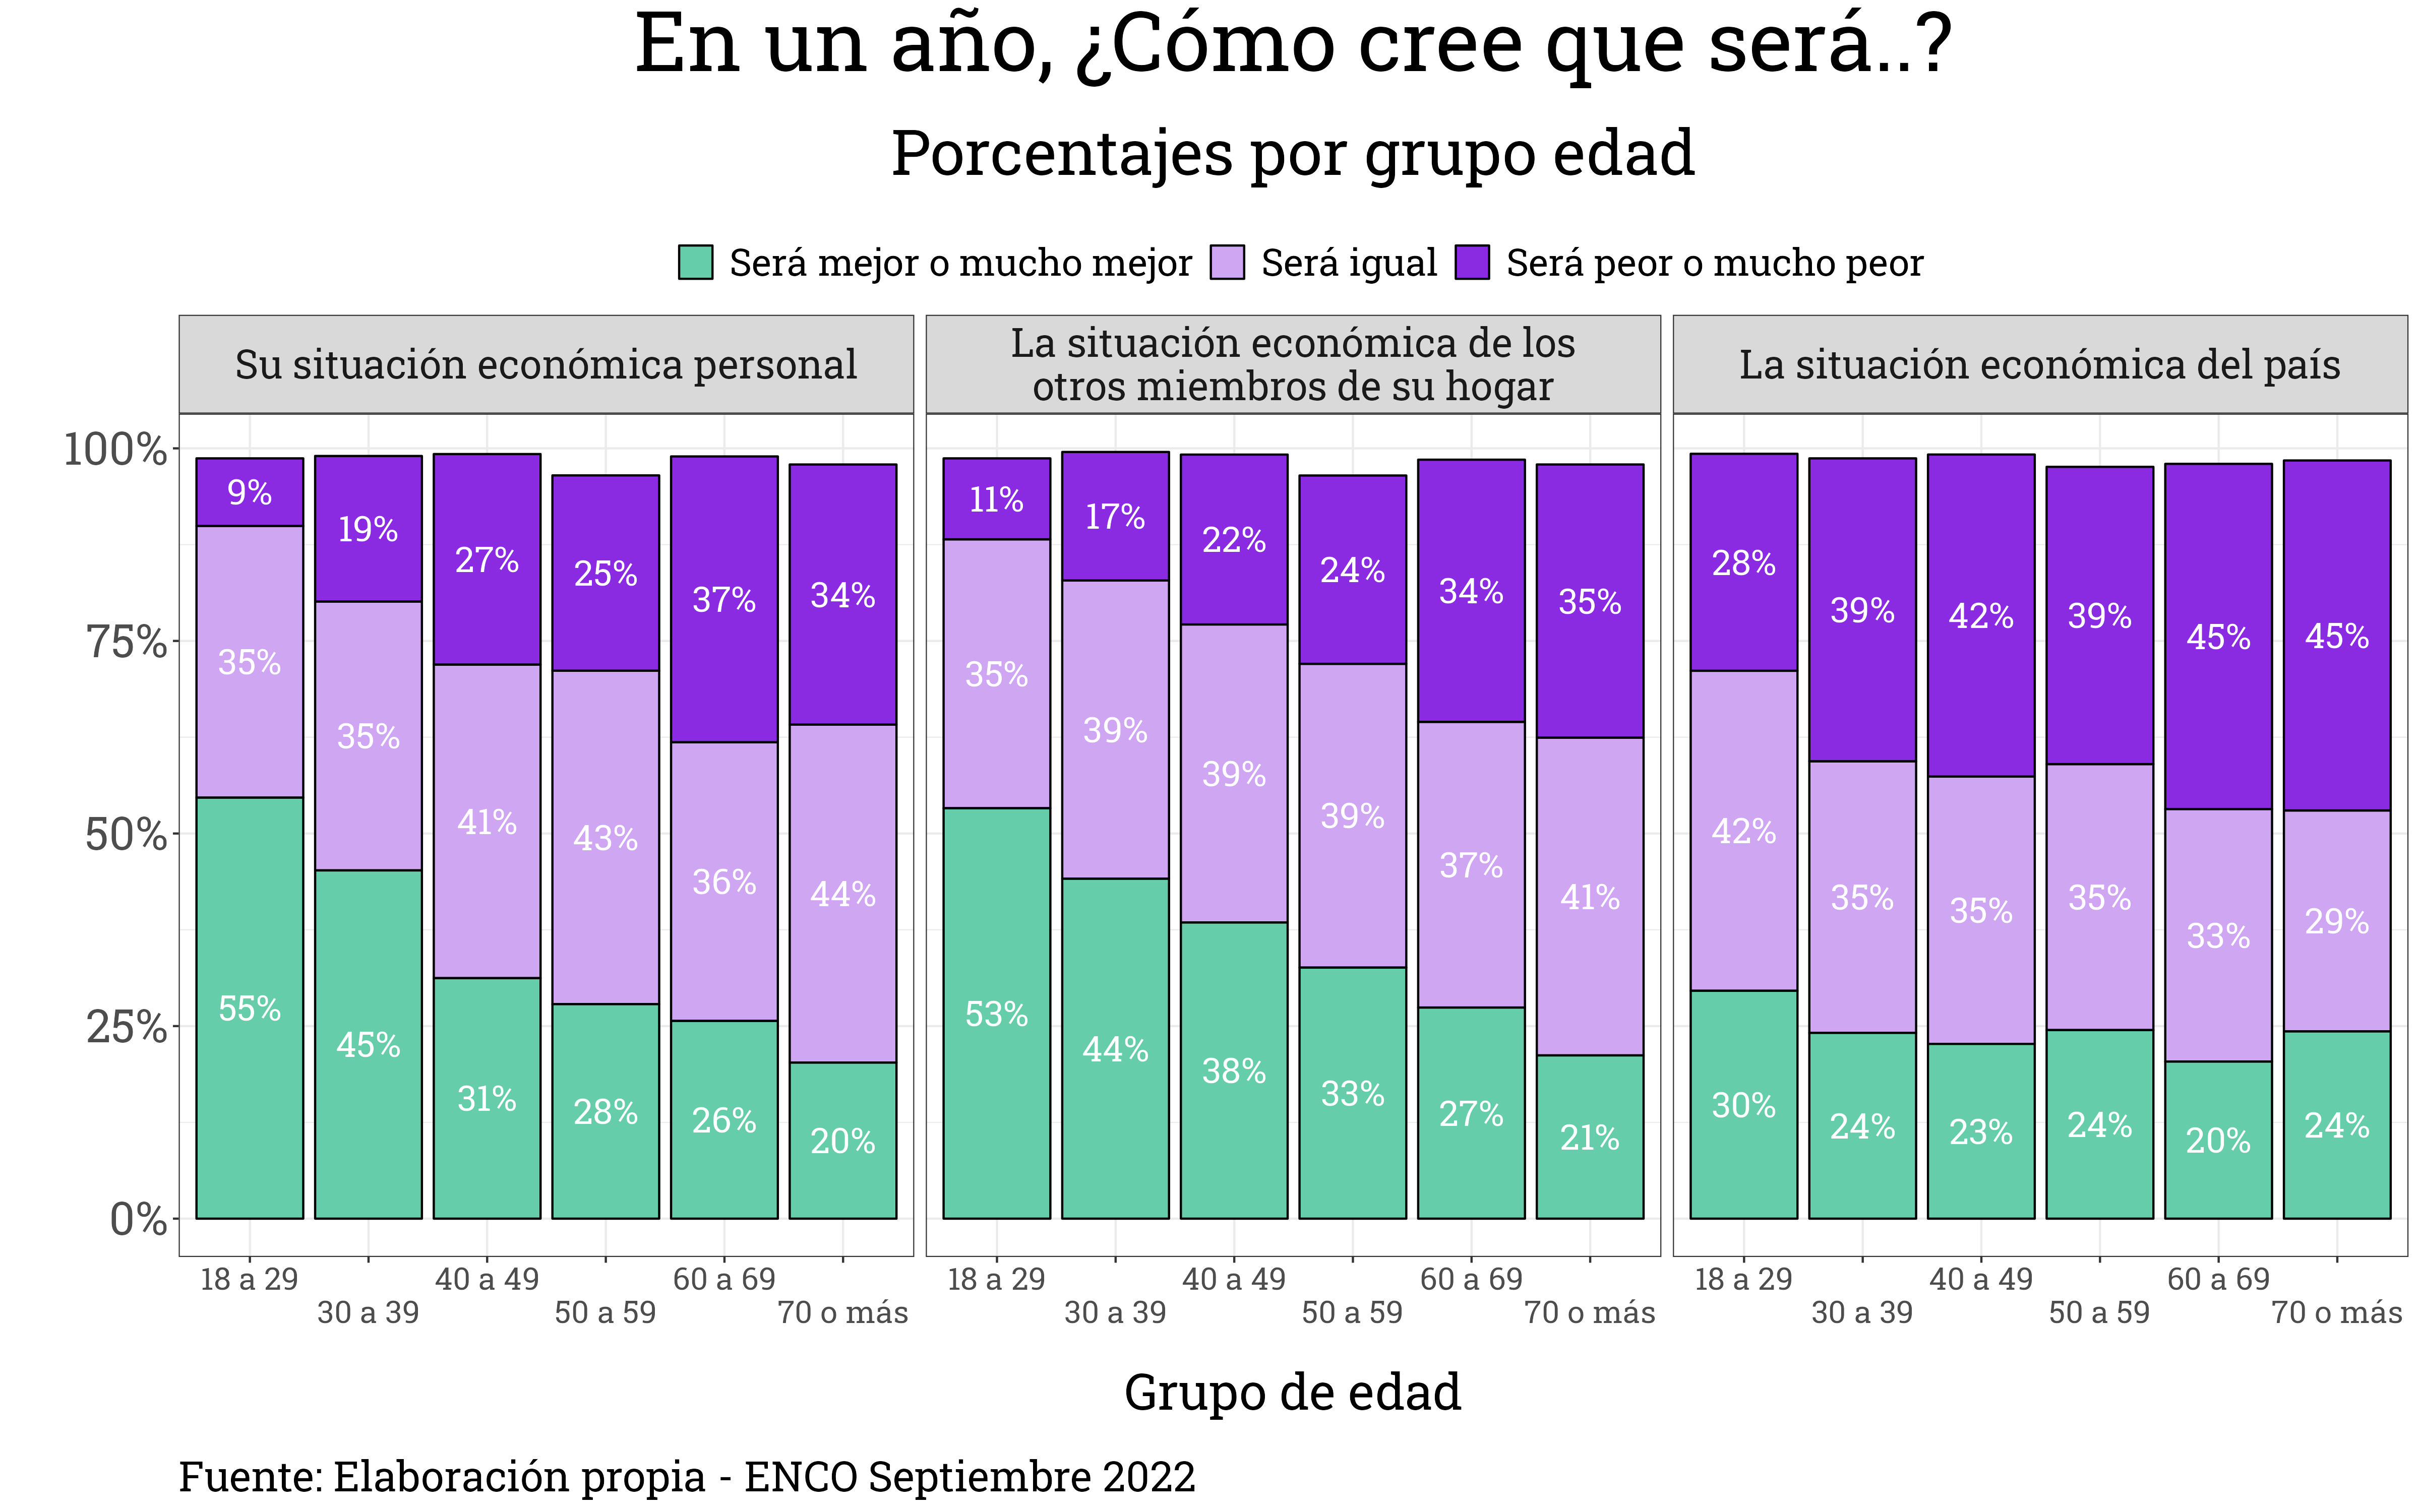 En un año, ¿Cómo cree que será..?
Porcentajes por grupo edad
Será mejor o mucho mejor Será igual Será peor o mucho peor
Su situación económica personal
La situación económica de los
otros miembros de su hogar
La situación económica del país
100%
75%
50%
25%
0%
9% 19% 27% 25% 37% 34%
35% 35% 41% 43% 36% 44%
55% 45% 31% 28% 26% 20%
11% 17% 22% 24% 34% 35%
35% 39% 39% 39% 37% 41%
53% 44% 38% 33% 27% 21%
28% 39% 42% 39% 45% 45%
42% 35% 35% 35% 33% 29%
30% 24% 23% 24% 20% 24%
18 a 29 40 a 49 60 a 69 18 a 29 40 a 49 60 a 69 18 a 29 40 a 49 60 a 69
30 a 39 50 a 59 70 o más 30 a 39 50 a 59 70 o más 30 a 39 50 a 59 70 o más
Grupo de edad
Fuente: Elaboración propia - ENCO Septiembre 2022